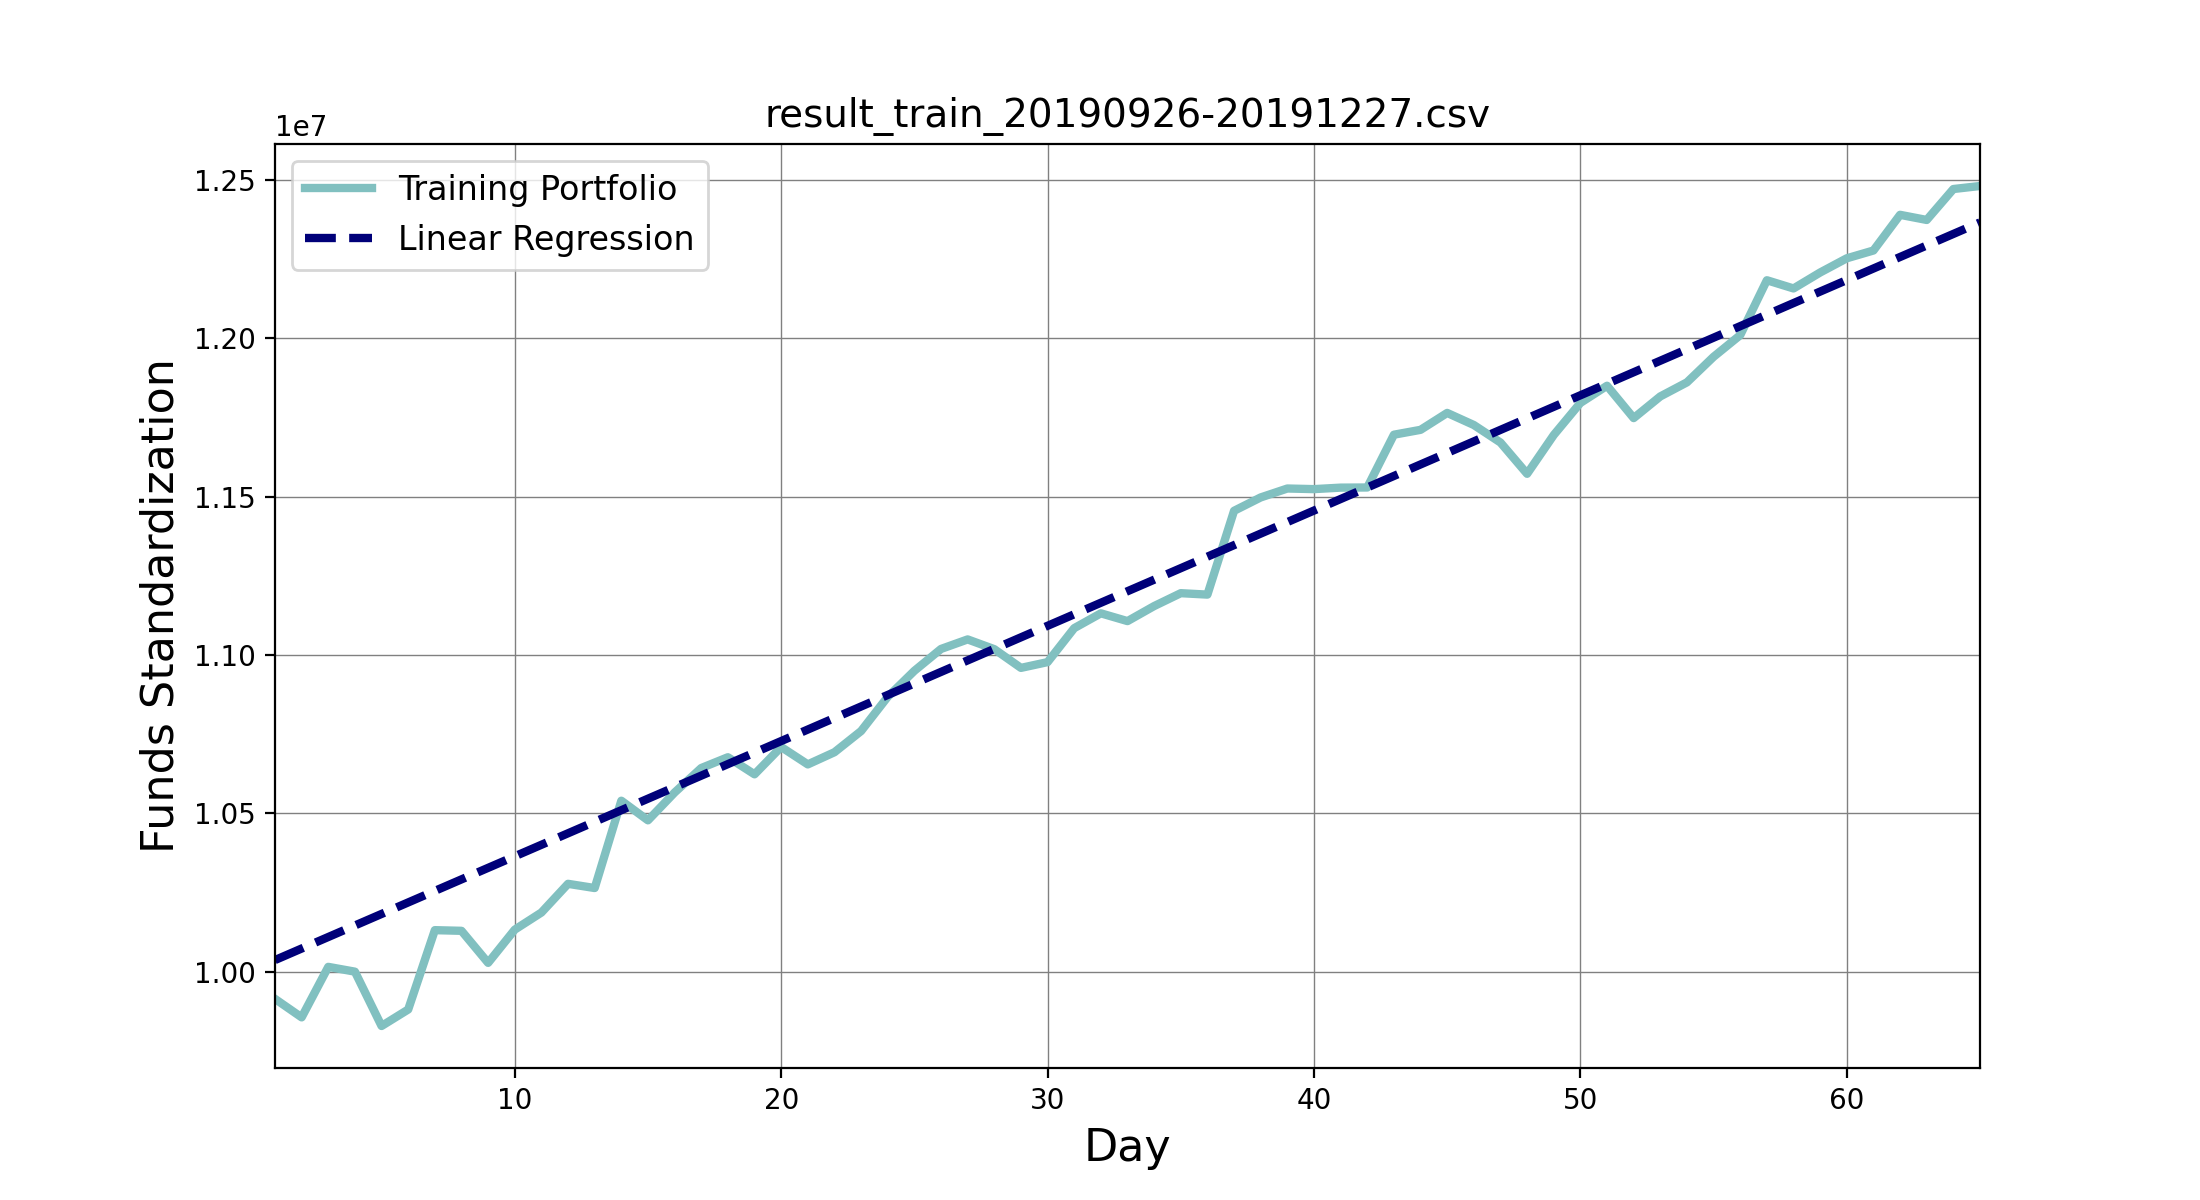 result_train_20190926-20191227.csv
1e7
Training Portfolio
Linear Regression
1.25
1.20
1.15
1.10
1.05
1.00
Funds Standardization
10 20 30 40 50 60
Day